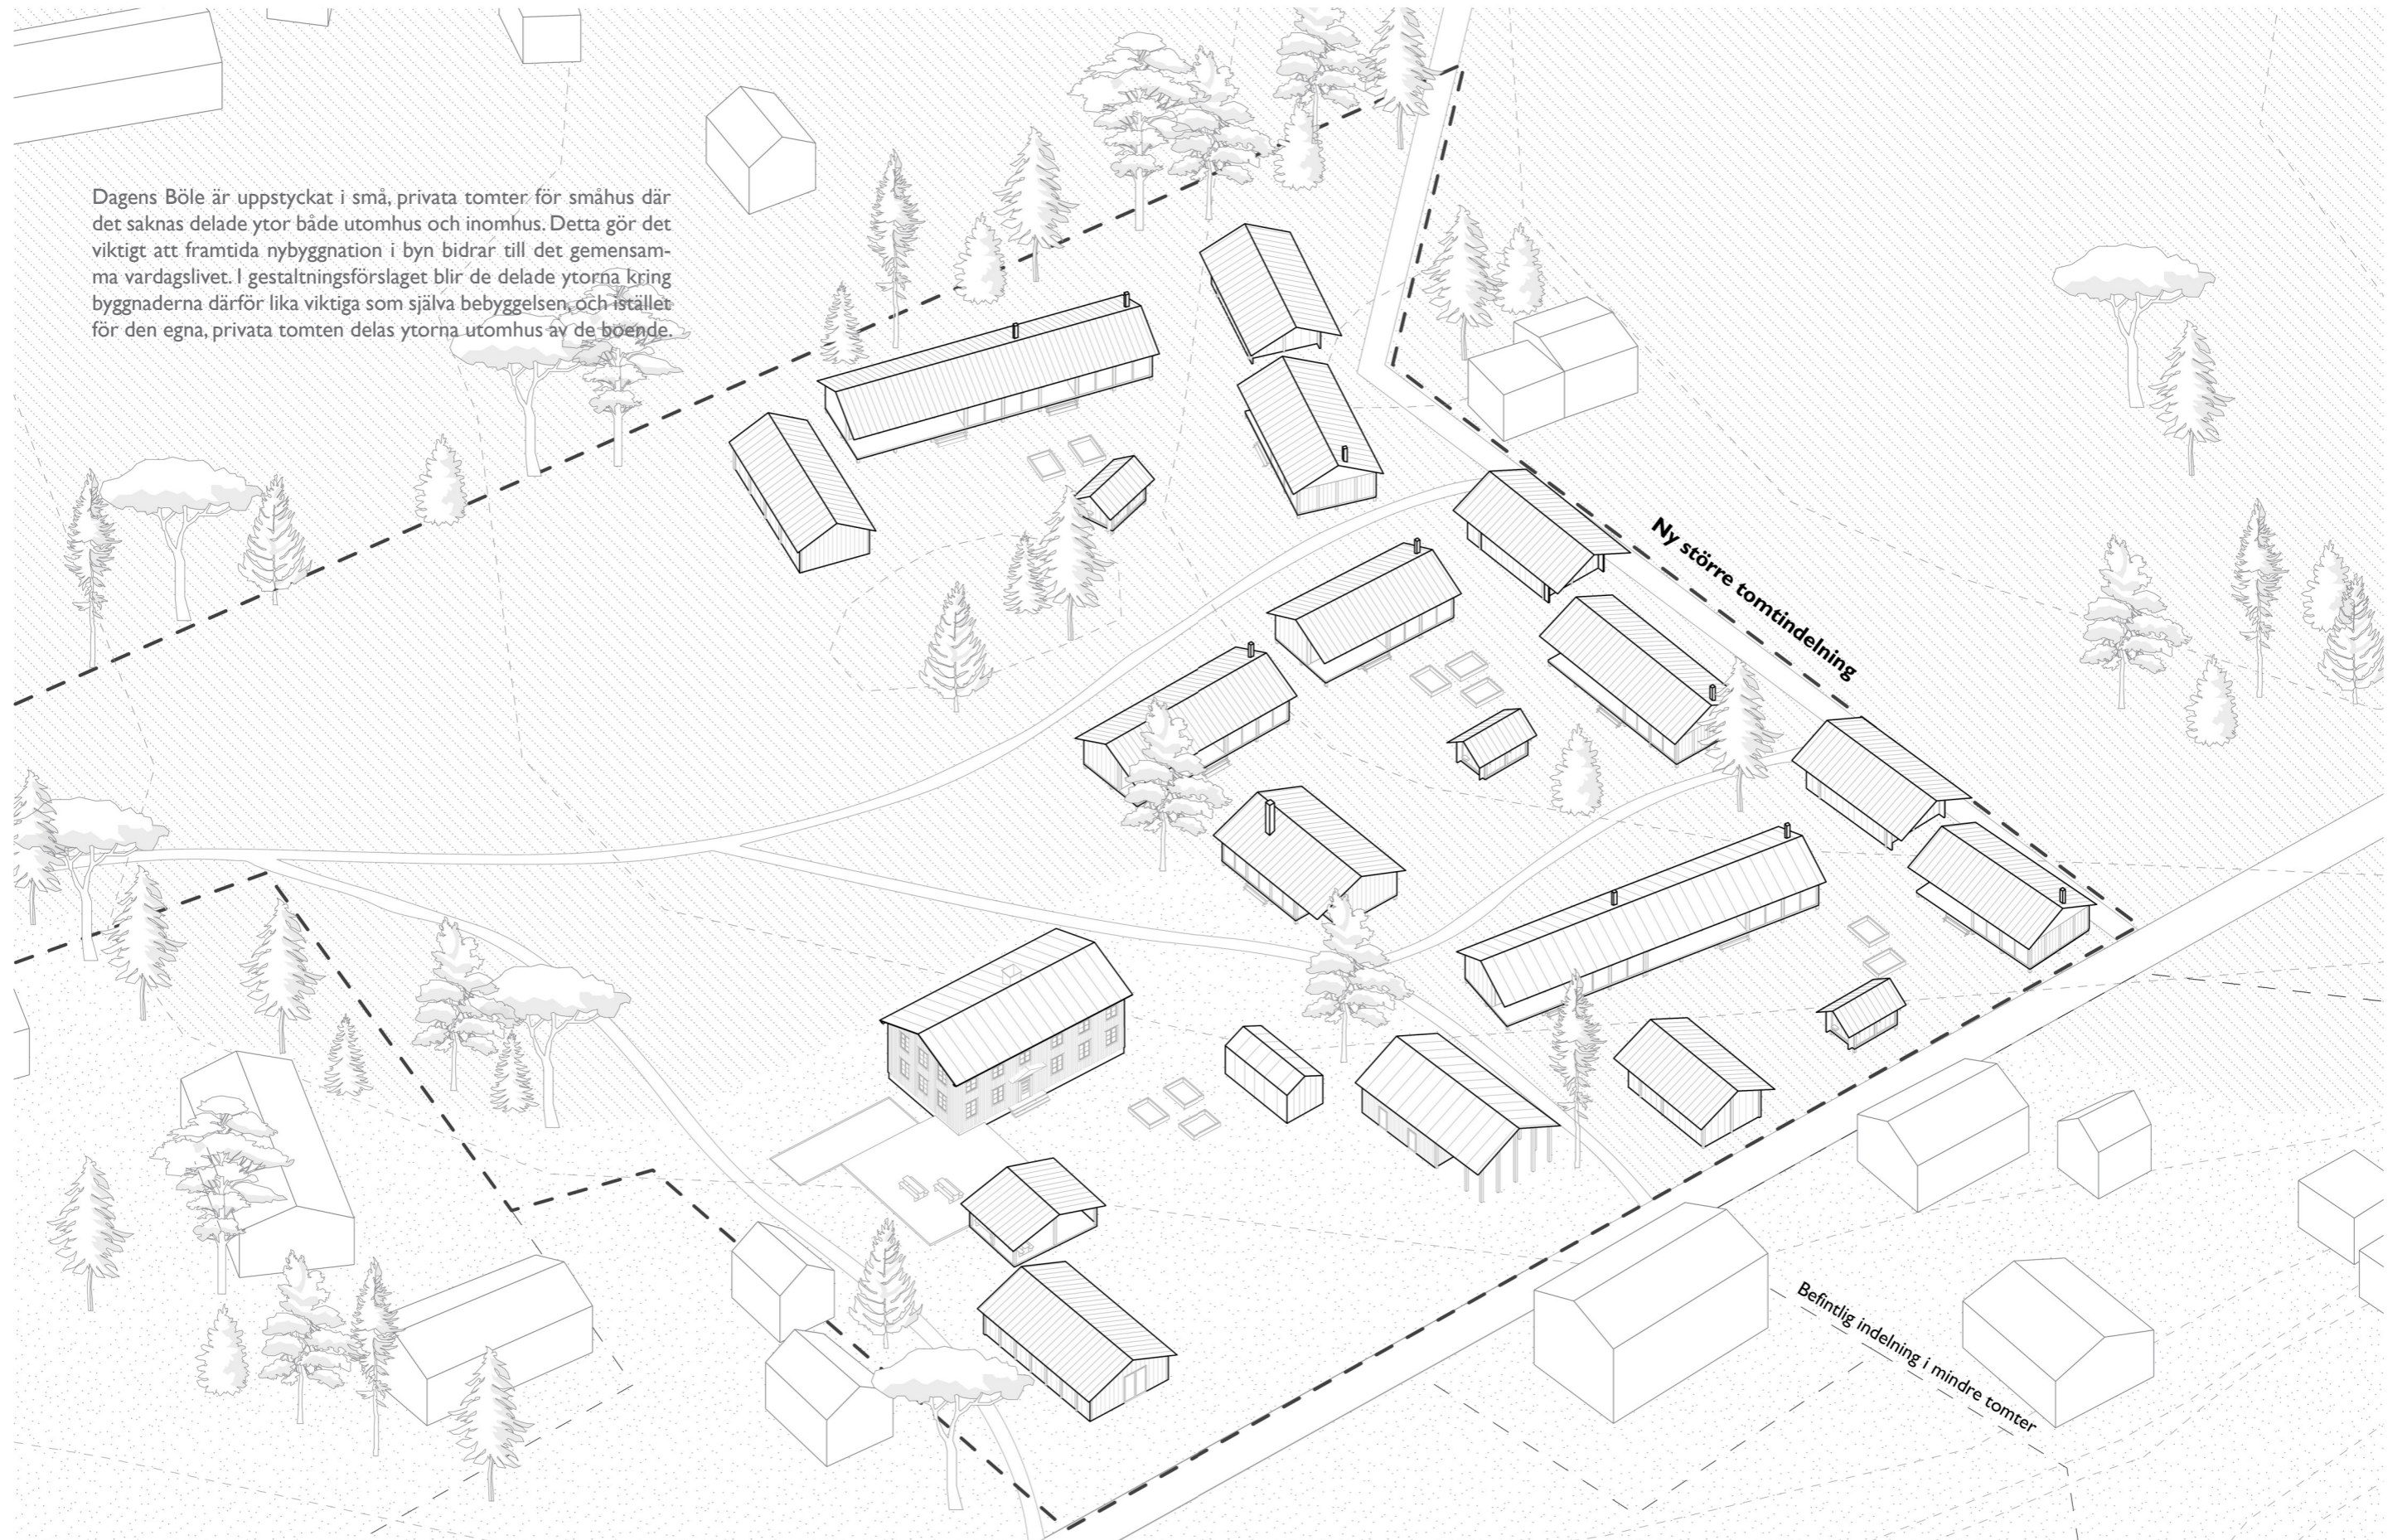 Dagens Böle är uppstyckat i små, privata tomter för småhus där
det saknas delade ytor både utomhus och inomhus. Detta gör det
viktigt att framtida nybyggnation i byn bidrar till det gemensam-
ma vardagslivet. I gestaltningsförslaget blir de delade ytorna kring
byggnaderna därför lika viktiga som själva bebyggelsen, och istället
för den egna, privata tomten delas ytorna utomhus av de boende.
Ny större tomtindelning
Befintlig indelning i mindre tomter